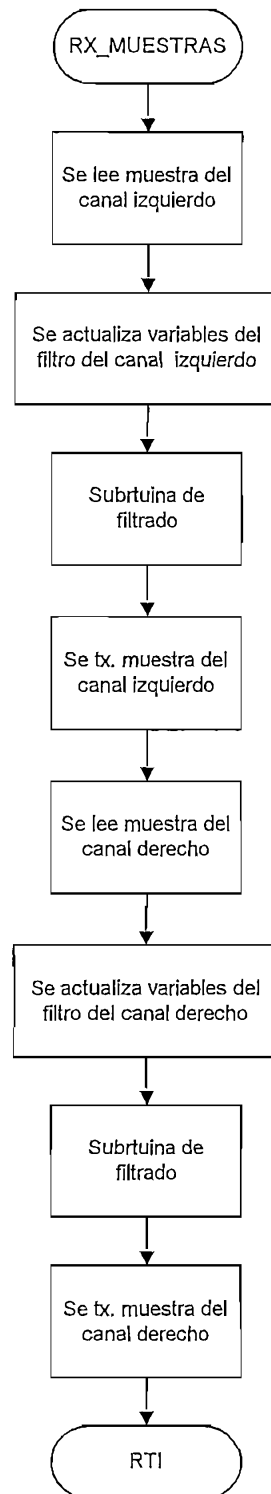 RX_MUESTRAS
Se lee muestra del
canal izquierdo
Se actualiza variables del
filtro del canal izquierdo
Subrtuina de
filtrado
Se tx. muestra del
canal izquierdo
Se lee muestra del
canal derecho
Se actualiza variables del
filtro del canal derecho
Subrtuina de
filtrado
Se tx. muestra del
canal derecho
RTI